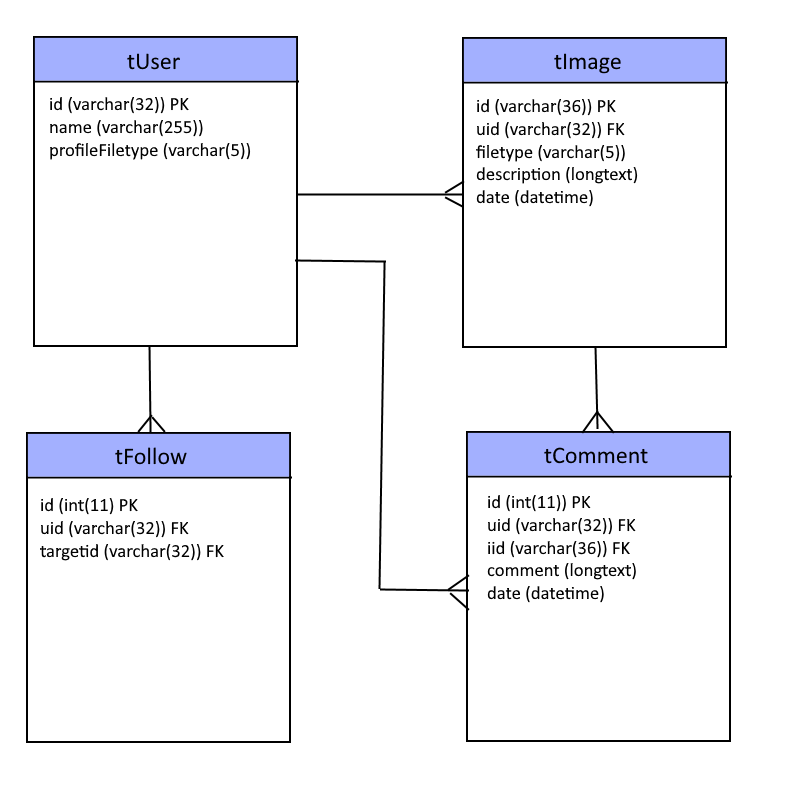 tUser
id (varchar(32)) PK
name (varchar(255))
profileFiletype (varchar(5))
tImage
id (varchar(36)) PK
uid (varchar(32)) FK
filetype (varchar(5))
description (longtext)
date (datetime)
tFollow
id (int(11) PK
uid (varchar(32)) FK
targetid (varchar(32)) FK
tComment
id (int(11)) PK
uid (varchar(32)) FK
iid (varchar(36)) FK
comment (longtext)
date (datetime)